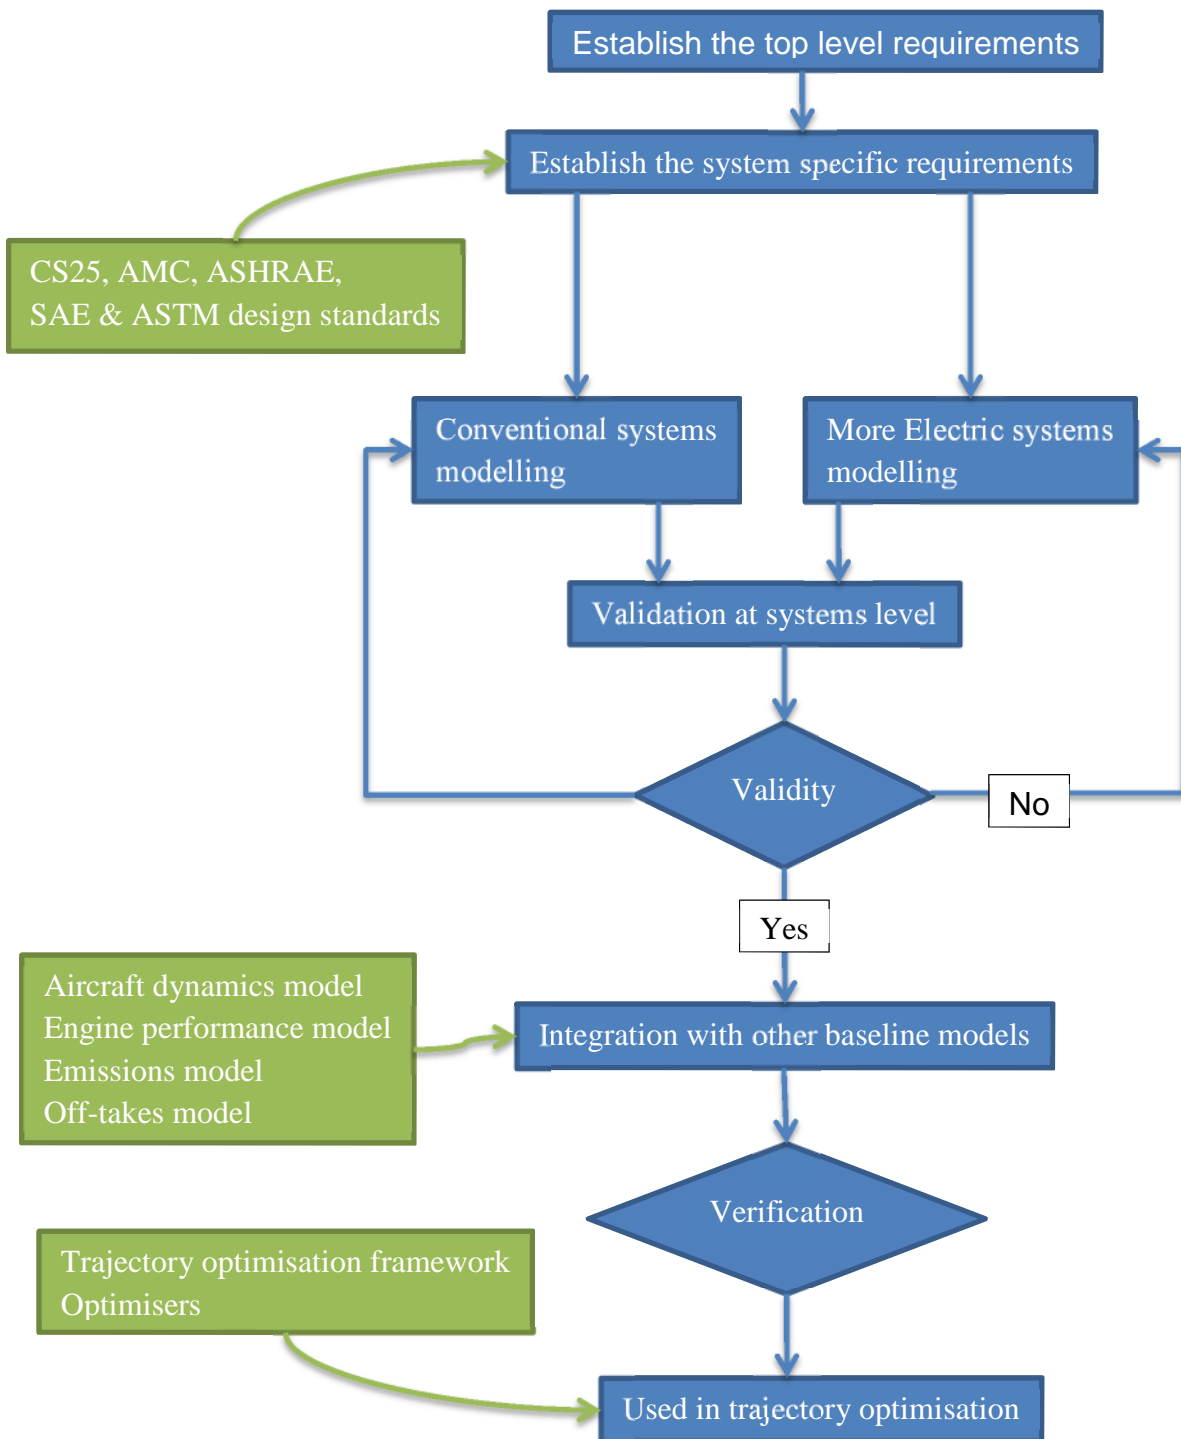 Establish the top level requirements
Establish the system specific requirements
CS25, AMC, ASHRAE,
SAE & ASTM design standards
Conventional systems
modelling
More Electric systems
modelling
Validation at systems level
Validity
No
Yes
Aircraft dynamics model
Engine performance model
Emissions model
Off-takes model
Integration with other baseline models
Verification
Trajectory optimisation framework
Optimisers
Used in trajectory optimisation